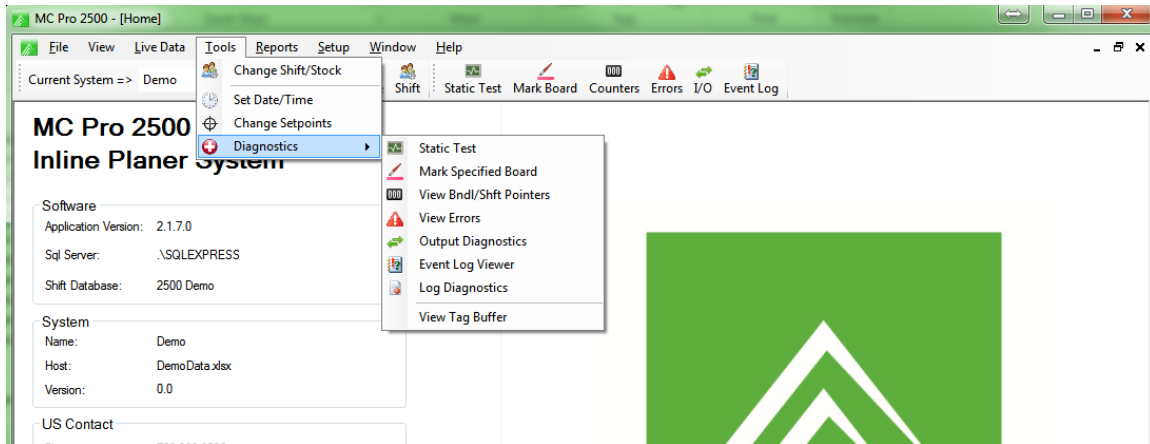 MC Pro 2500 - [Home]
File View Live Data Tools Reports Setup Window Help
Current System => Demo
Shift Static Test Mark Board Counters Errors I/O Event Log
Change Shift/Stock
Set Date/Time
Change Setpoints
Diagnostics
Static Test
Mark Specified Board
View Bndl/Shft Pointers
View Errors
Output Diagnostics
Event Log Viewer
Log Diagnostics
View Tag Buffer
MC Pro 2500
Inline Planer System
Software
Application Version: 2.1.7.0
Sql Server: .\SQLEXPRESS
Shift Database: 2500 Demo
System
Name: Demo
Host: DemoData.xlsx
Version: 0.0
US Contact